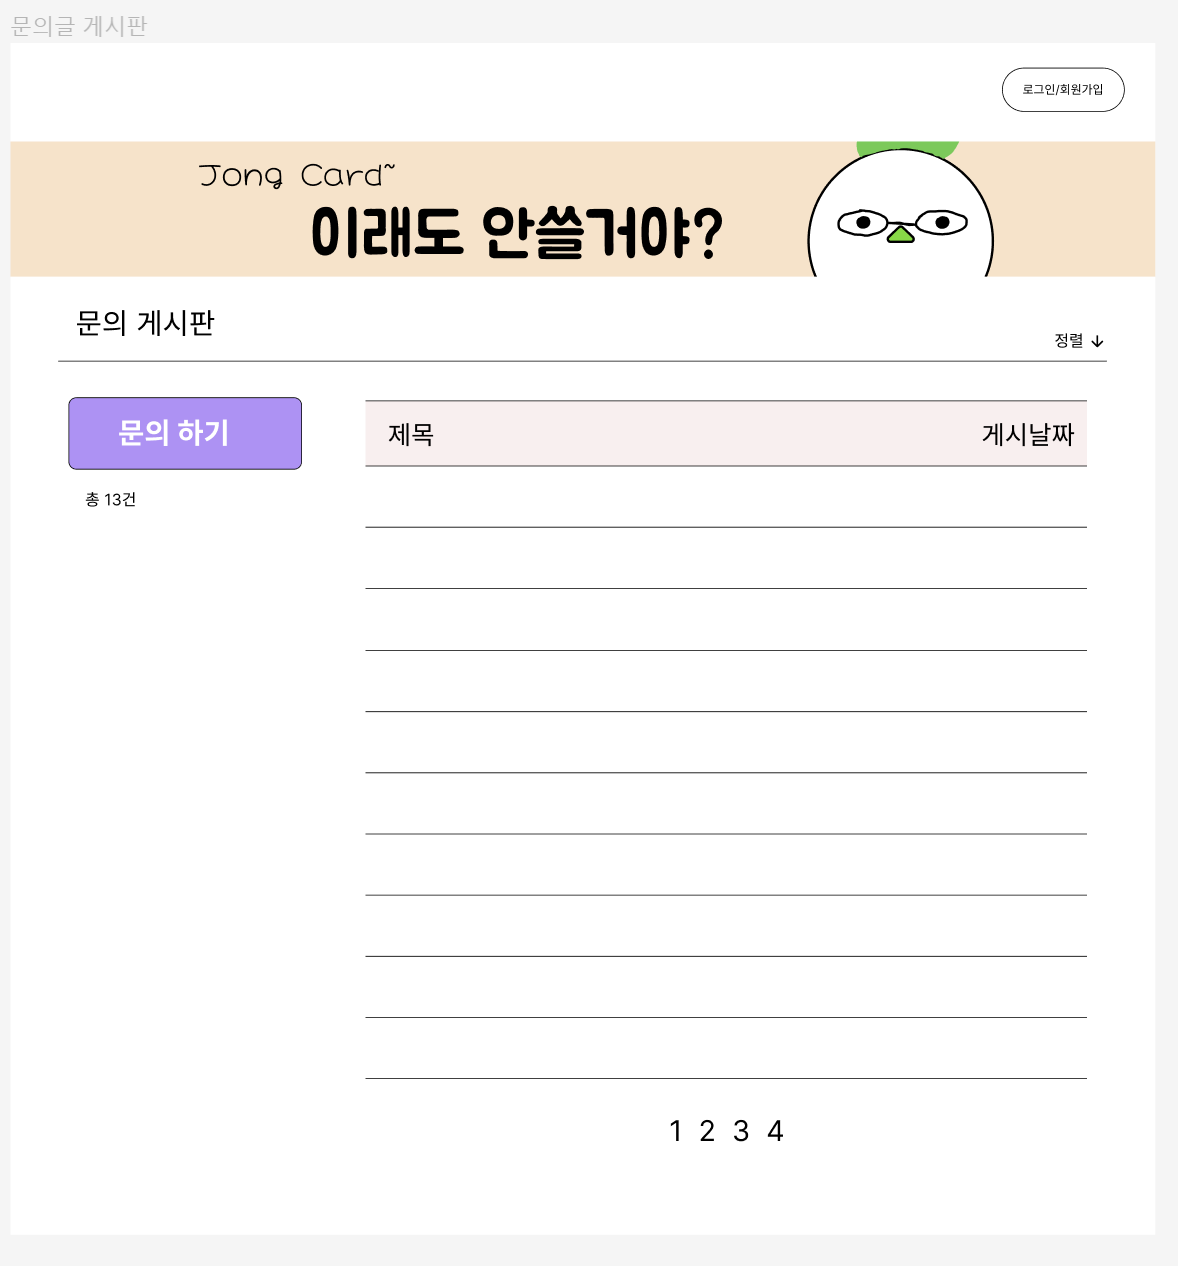 문의글 게시판
로그인/회원가입
Jong Card~
이래도 안쓸거야?
문의 게시판
정렬 ↓
문의 하기
총 13건
제목 게시날짜
1 2 3 4